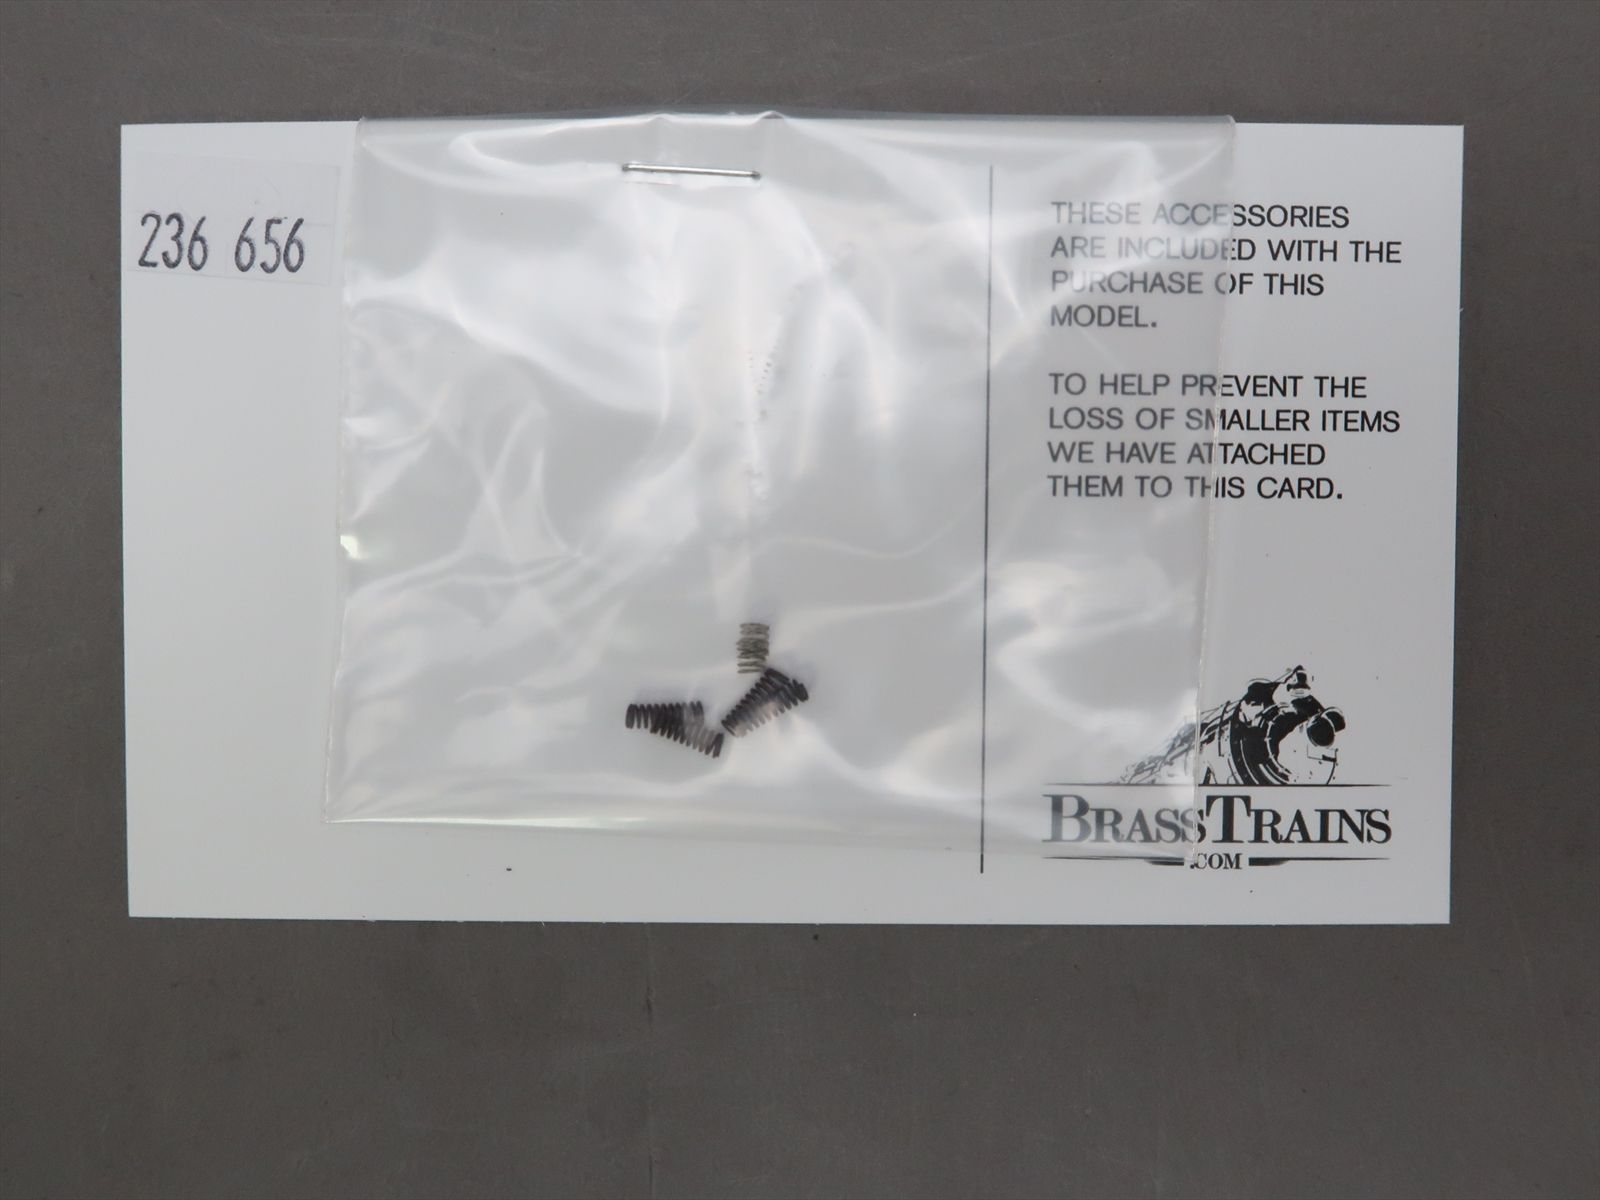 236 656
THESE ACCESSORIES
ARE INCLUDED WITH THE
PURCHASE OF THIS
MODEL.
TO HELP PREVENT THE
LOSS OF SMALLER ITEMS
WE HAVE ATTACHED
THEM TO THIS CARD.
BRASSTRAINS
.COM